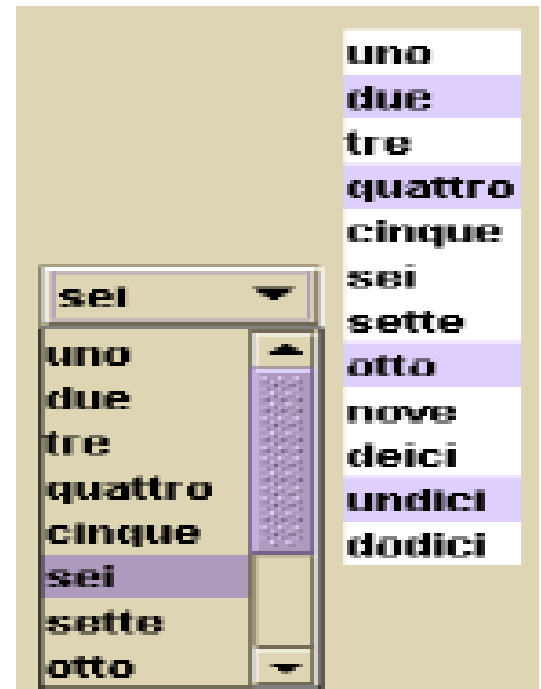 sei
uno
due
tre
quattro
cinque
sei
sette
otto
uno
due
tre
quattro
cinque
sei
sette
otto
nove
deici
undici
dodici